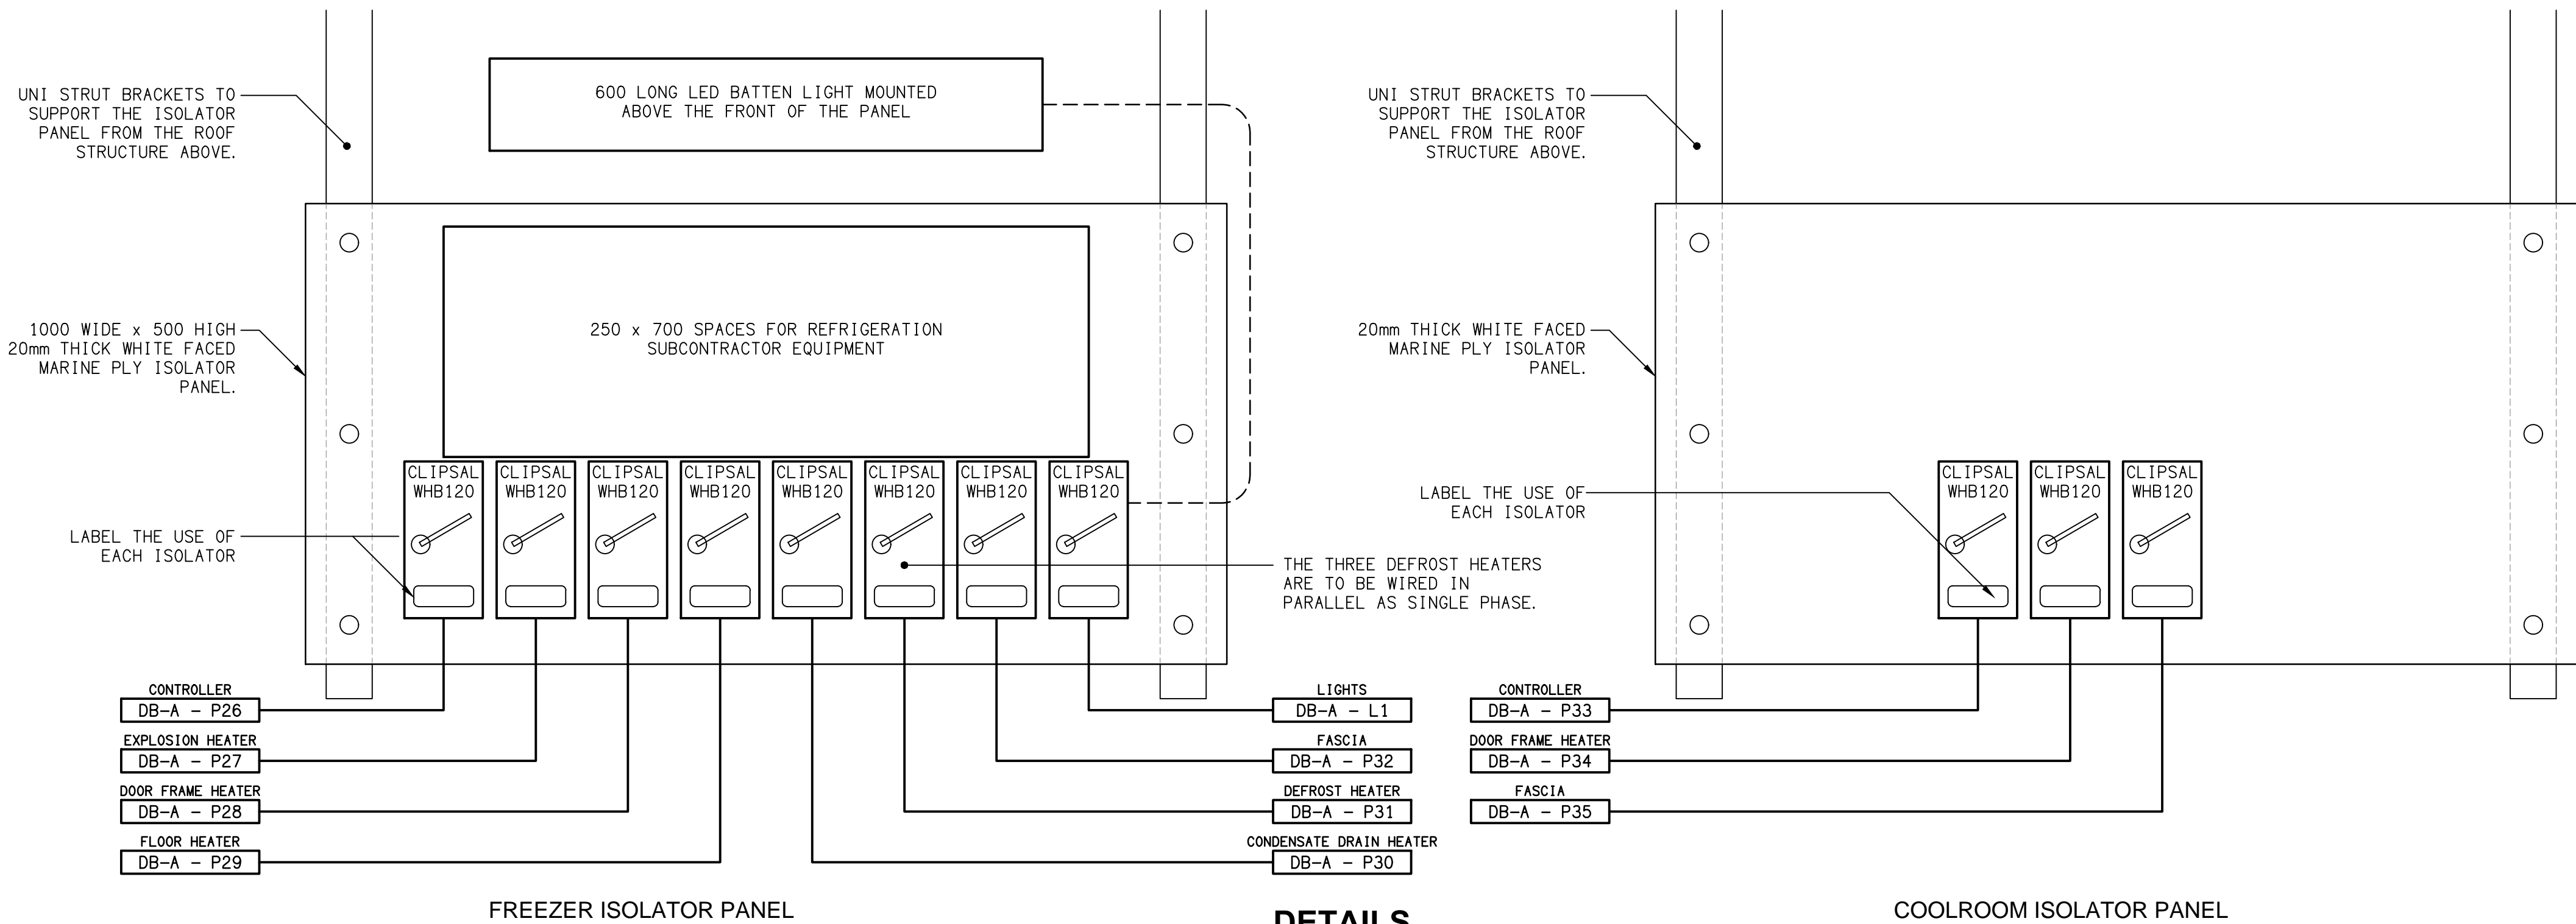 UNI STRUT BRACKETS TO
SUPPORT THE ISOLATOR
PANEL FROM THE ROOF
STRUCTURE ABOVE.
600 LONG LED BATTEN LIGHT MOUNTED
ABOVE THE FRONT OF THE PANEL
1000 WIDE x 500 HIGH
20mm THICK WHITE FACED
MARINE PLY ISOLATOR
PANEL.
250 x 700 SPACES FOR REFRIGERATION
SUBCONTRACTOR EQUIPMENT
CLIPSAL
WHB120
CLIPSAL
WHB120
CLIPSAL
WHB120
CLIPSAL
WHB120
CLIPSAL
WHB120
CLIPSAL
WHB120
CLIPSAL
WHB120
CLIPSAL
WHB120
LABEL THE USE OF
EACH ISOLATOR
THE THREE DEFROST HEATERS
ARE TO BE WIRED IN
PARALLEL AS SINGLE PHASE.
CONTROLLER
DB-A - P26
EXPLOSION HEATER
DB-A - P27
DOOR FRAME HEATER
DB-A - P28
FLOOR HEATER
DB-A - P29
LIGHTS
DB-A - L1
FASCIA
DB-A - P32
DEFROST HEATER
DB-A - P31
CONDENSATE DRAIN HEATER
DB-A - P30
FREEZER ISOLATOR PANEL
UNI STRUT BRACKETS TO
SUPPORT THE ISOLATOR
PANEL FROM THE ROOF
STRUCTURE ABOVE.
20mm THICK WHITE FACED
MARINE PLY ISOLATOR
PANEL.
LABEL THE USE OF
EACH ISOLATOR
CLIPSAL
WHB120
CLIPSAL
WHB120
CLIPSAL
WHB120
CONTROLLER
DB-A - P33
DOOR FRAME HEATER
DB-A - P34
FASCIA
DB-A - P35
COOLROOM ISOLATOR PANEL
DETAILS